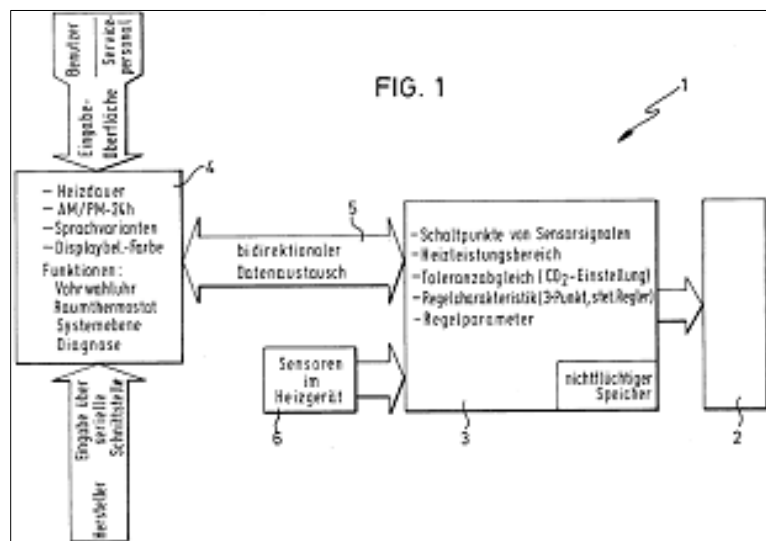 Benutzer
Service-
personal
Eingabe-
oberfläche
FIG. 1
1
4
– Heizdauer
– AM/PM-24h
– Sprachvarianten
– Displaybel.-Farbe
Funktionen:
Vorwahluhr
Raumthermostat
Systemebene
Diagnose
5
bidirektionaler
Datenaustausch
– Schaltpunkte von Sensorsignalen
– Heizleistungsbereich
– Toleranzabgleich (CO₂-Einstellung)
– Regelcharakteristik (3-Punkt, stet. Regler)
– Regelparameter
nichtflüchtiger
Speicher
Sensoren
im
Heizgerät
6
3
2
Eingabe über
serielle
Schnittstelle
Hersteller